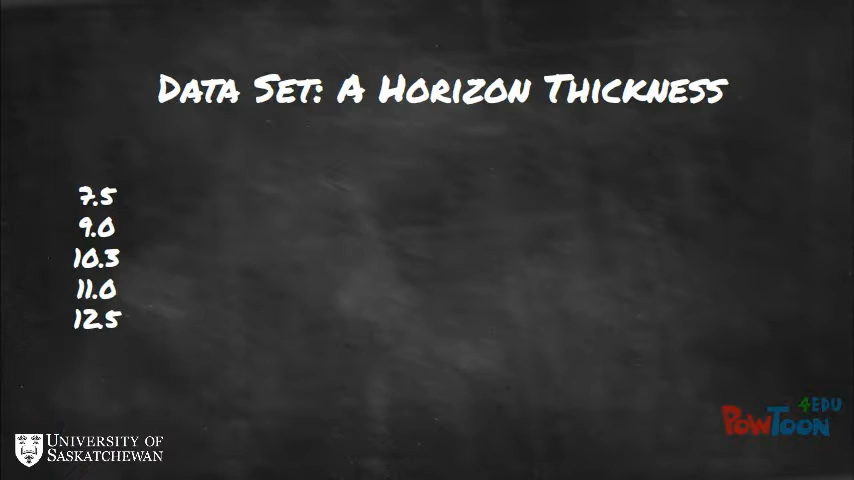 Data Set: A Horizon Thickness
7.5
9.0
10.3
11.0
12.5
4EDU
PowToon
University of
Saskatchewan